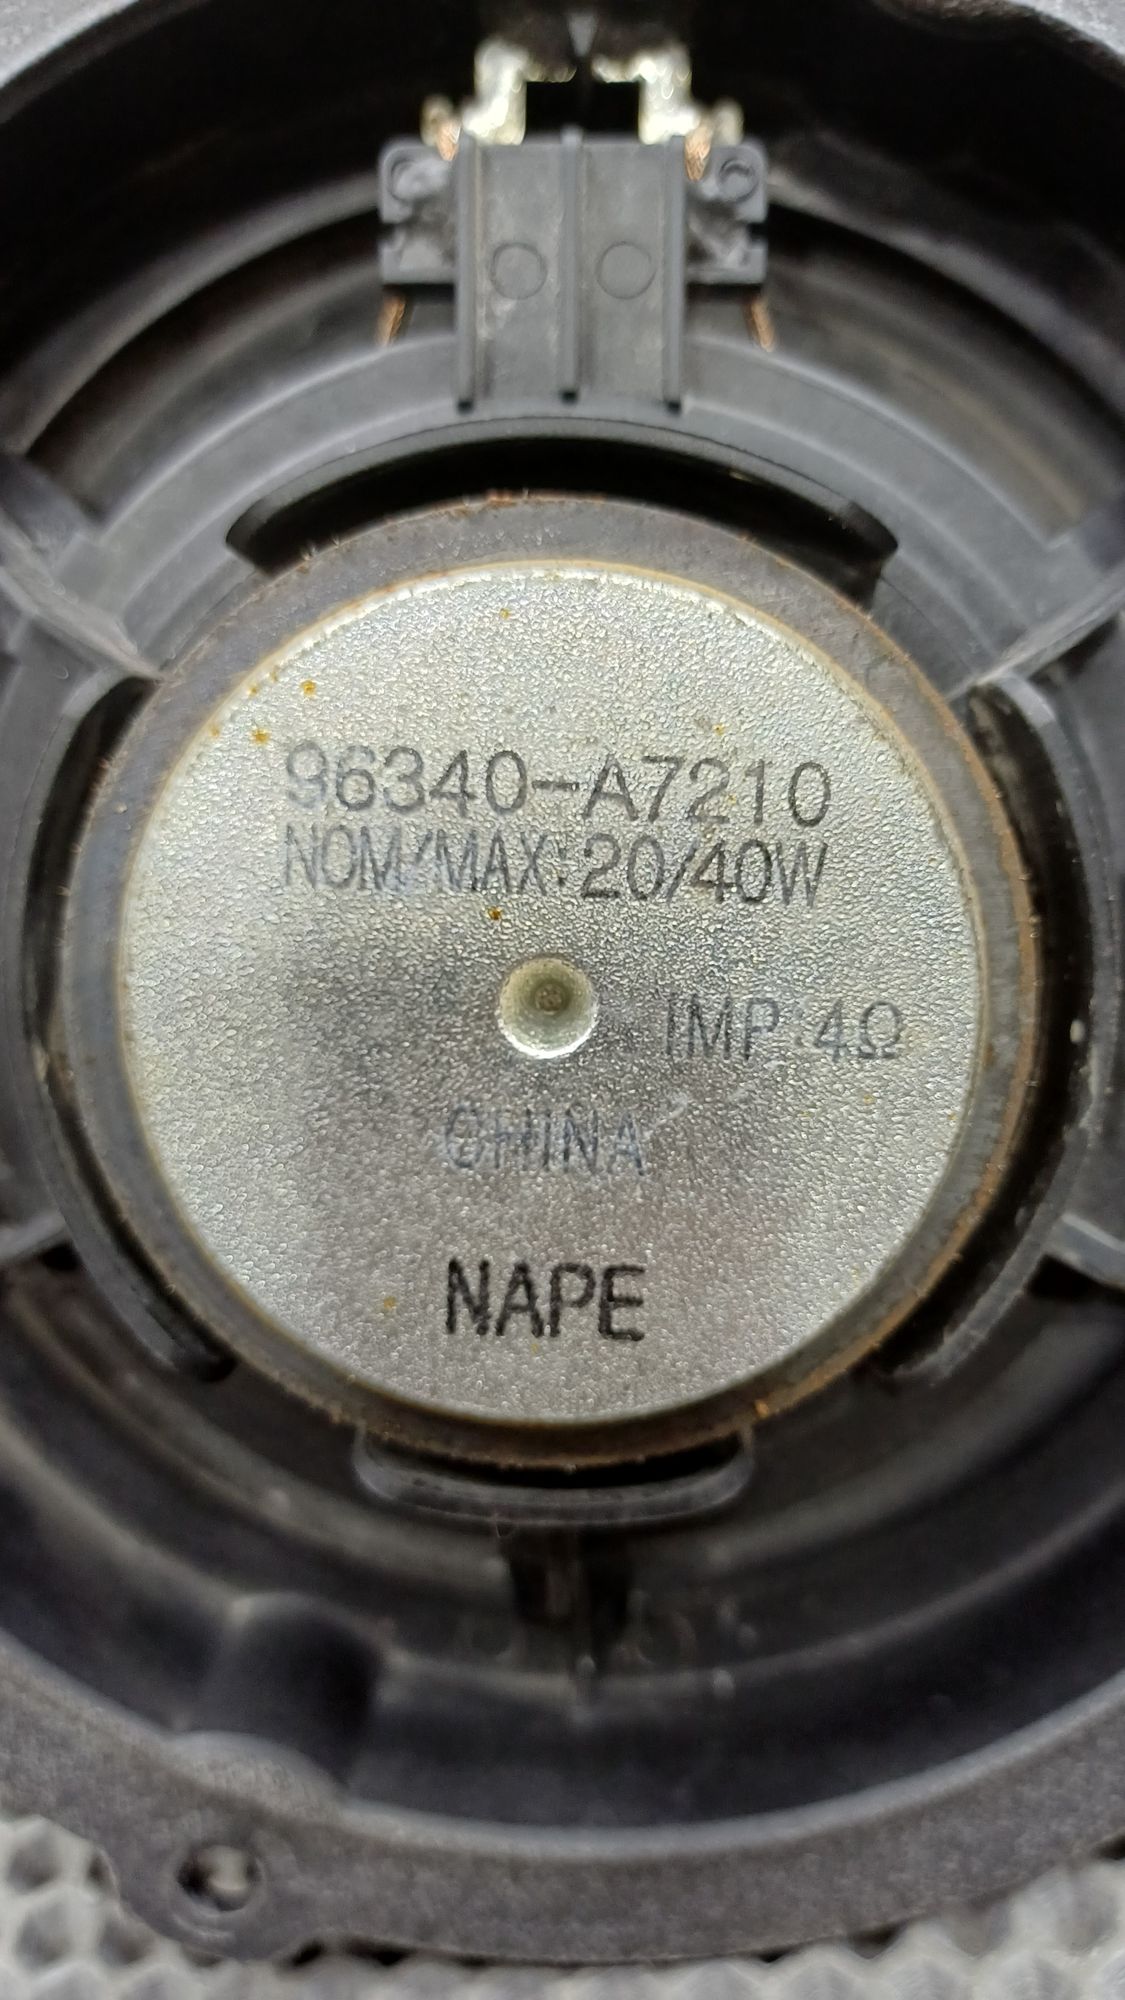 96340-A7210
NOM/MAX:20/40W
IMP 4Ω
CHINA
NAPE